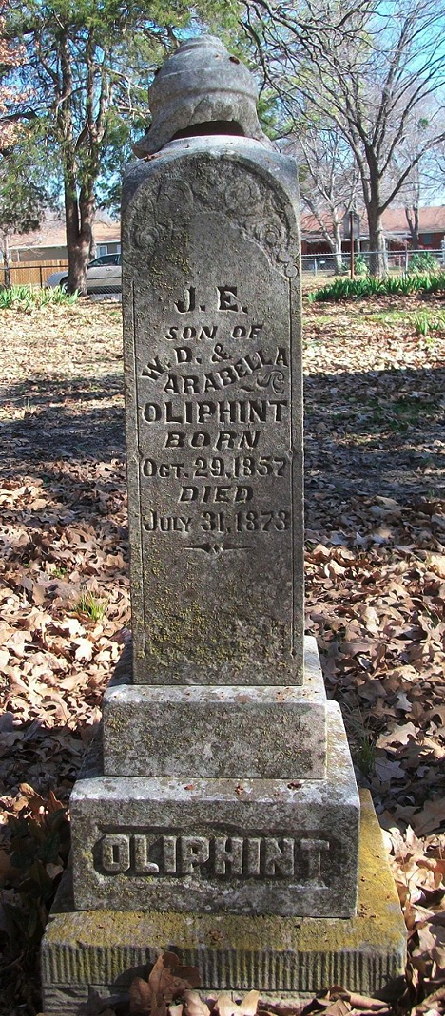 J. E.
SON OF
W. D. &
ARABELLA
OLIPHINT
BORN
OCT. 29, 1857
DIED
JULY 31, 1873
OLIPHINT